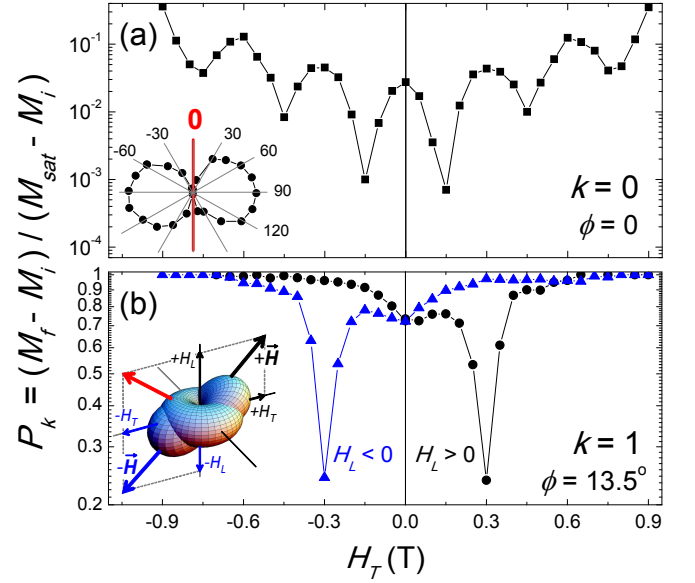 P_k = (M_f - M_i) / (M_sat - M_i)
(a)
10^-1
10^-2
10^-3
10^-4
0
-30
30
-60
60
90
120
k = 0
ϕ = 0
(b)
1
0.9
0.8
0.7
0.6
0.5
0.4
0.3
0.2
+H_L
+H⃗
+H_T
-H_T
-H⃗
-H_L
H_L < 0
H_L > 0
k = 1
ϕ = 13.5°
-0.9
-0.6
-0.3
0.0
0.3
0.6
0.9
H_T (T)